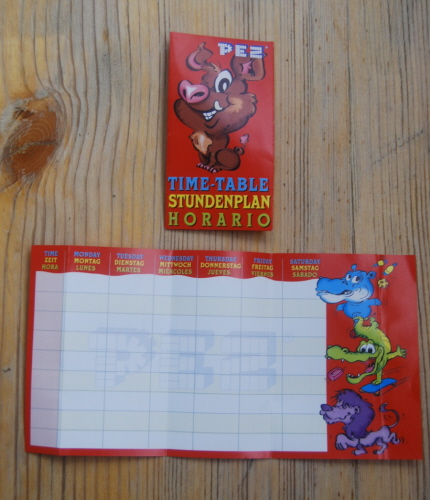 PEZ
TIME-TABLE
STUNDENPLAN
HORARIO
TIME MONDAY TUESDAY WEDNESDAY THURSDAY FRIDAY SATURDAY
ZEIT MONTAG DIENSTAG MITTWOCH DONNERSTAG FREITAG SAMSTAG
HORA LUNES MARTES MIERCOLES JUEVES VIERNES SABADO
PEZ